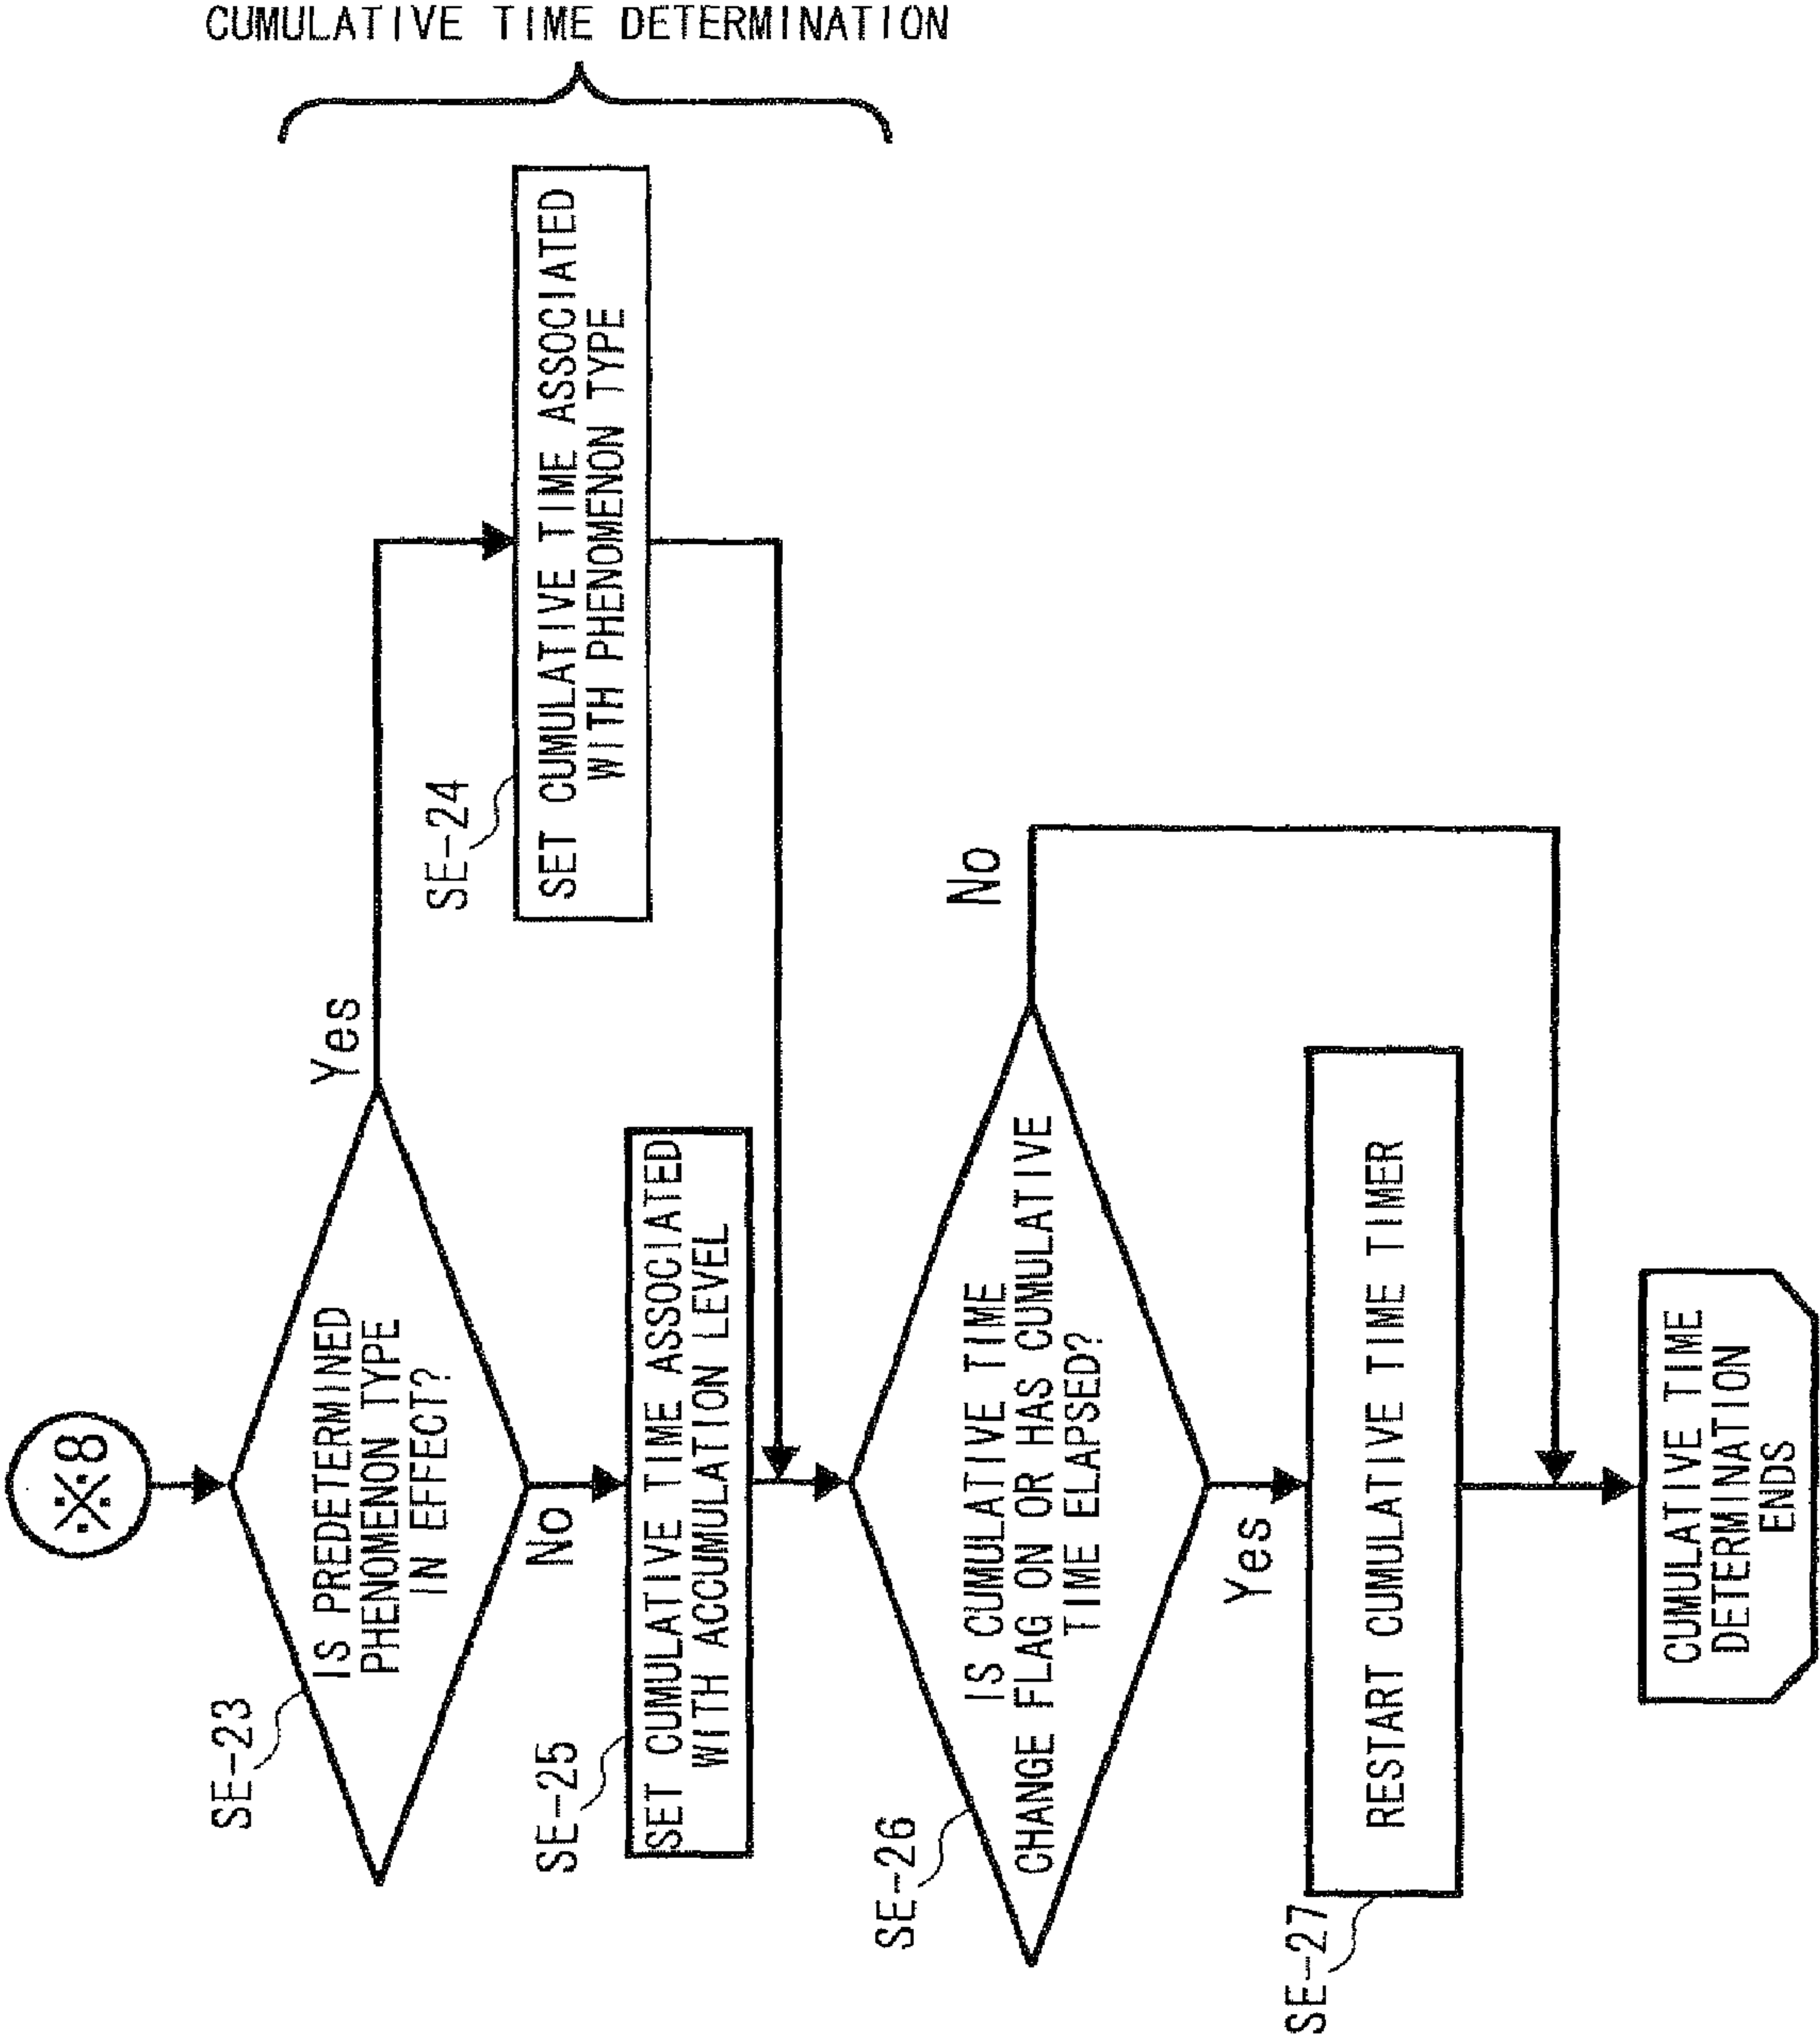 CUMULATIVE TIME DETERMINATION
※8
SE-23
IS PREDETERMINED
PHENOMENON TYPE
IN EFFECT?
Yes
No
SE-24
SET CUMULATIVE TIME ASSOCIATED
WITH PHENOMENON TYPE
SE-25
SET CUMULATIVE TIME ASSOCIATED
WITH ACCUMULATION LEVEL
SE-26
IS CUMULATIVE TIME
CHANGE FLAG ON OR HAS CUMULATIVE
TIME ELAPSED?
No
Yes
SE-27
RESTART CUMULATIVE TIME TIMER
CUMULATIVE TIME
DETERMINATION
ENDS